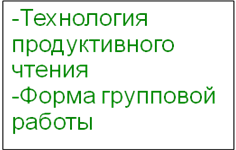 -Технология
продуктивного
чтения
-Форма групповой
работы